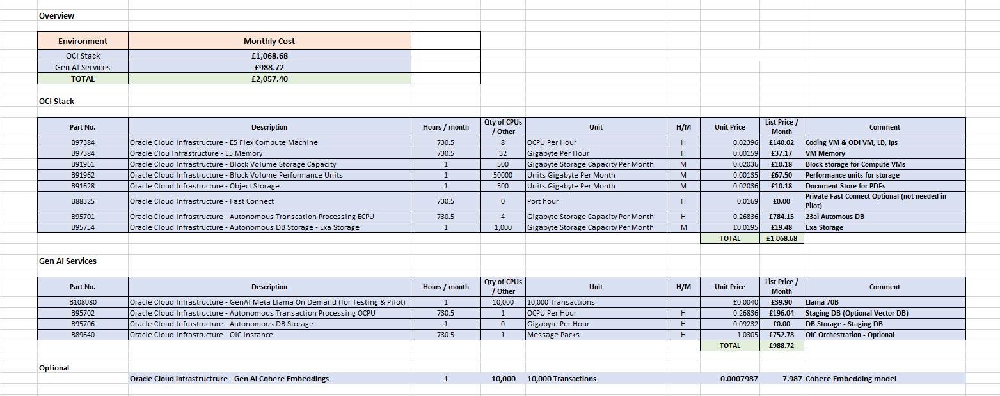 Overview
Environment Monthly Cost
OCI Stack £1,068.68
Gen AI Services £988.72
TOTAL £2,057.40
OCI Stack
Part No. Description Hours / month Qty of CPUs / Other Unit H/M Unit Price List Price / Month Comment
B97384 Oracle Cloud Infrastructure - E5 Flex Compute Machine 730.5 8 OCPU Per Hour H 0.02396 £140.02 Coding VM & ODI VM, LB, Ips
B97384 Oracle Clou Infrastructure - E5 Memory 730.5 32 Gigabyte Per Hour H 0.00159 £37.17 VM Memory
B91961 Oracle Cloud Infrastructure - Block Volume Storage Capacity 1 500 Gigabyte Storage Capacity Per Month M 0.02036 £10.18 Block storage for Compute VMs
B91962 Oracle Cloud Infrastructure - Block Volume Performance Units 1 50000 Units Gigabyte Per Month M 0.00135 £67.50 Performance units for storage
B91628 Oracle Cloud Infrastructure - Object Storage 1 500 Units Gigabyte Per Month M 0.02036 £10.18 Document Store for PDFs
B88325 Oracle Cloud Infrastructure - Fast Connect 730.5 0 Port hour H 0.0169 £0.00 Private Fast Connect Optional (not needed in Pilot)
B95701 Oracle Cloud Infrastructure - Autonomous Transcation Processing ECPU 730.5 4 Gigabyte Storage Capacity Per Month H 0.26836 £784.15 23ai Automous DB
B95754 Oracle Cloud Infrastructure - Autonomous DB Storage - Exa Storage 1 1,000 Gigabyte Storage Capacity Per Month M £0.0195 £19.48 Exa Storage
TOTAL £1,068.68
Gen AI Services
Part No. Description Hours / month Qty of CPUs / Other Unit H/M Unit Price List Price / Month Comment
B108080 Oracle Cloud Infrastructure - GenAI Meta Llama On Demand (for Testing & Pilot) 1 10,000 10,000 Transactions £0.0040 £39.90 Llama 70B
B95702 Oracle Cloud Infrastructure - Autonomous Transaction Processing OCPU 730.5 1 OCPU Per Hour H 0.26836 £196.04 Staging DB (Optional Vector DB)
B95706 Oracle Cloud Infrastructure - Autonomous DB Storage 1 0 Gigabyte Per Hour H 0.09232 £0.00 DB Storage - Staging DB
B89640 Oracle Cloud Infrastructure - OIC Instance 730.5 1 Message Packs H 1.0305 £752.78 OIC Orchestration - Optional
TOTAL £988.72
Optional
Oracle Cloud Infrastructrure - Gen AI Cohere Embeddings 1 10,000 10,000 Transactions 0.0007987 7.987 Cohere Embedding model